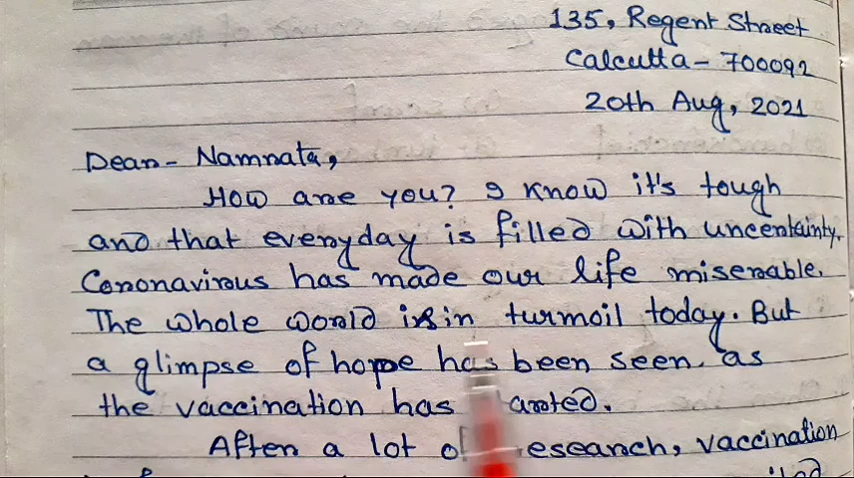 135, Regent Street
Calcutta - 700092
20th Aug, 2021
Dear Namrata,
How are you? I know it's tough
and that everyday is filled with uncertainty.
Coronavirus has made our life miserable.
The whole world is in turmoil today. But
a glimpse of hope has been seen as
the vaccination has started.
After a lot of research, vaccination